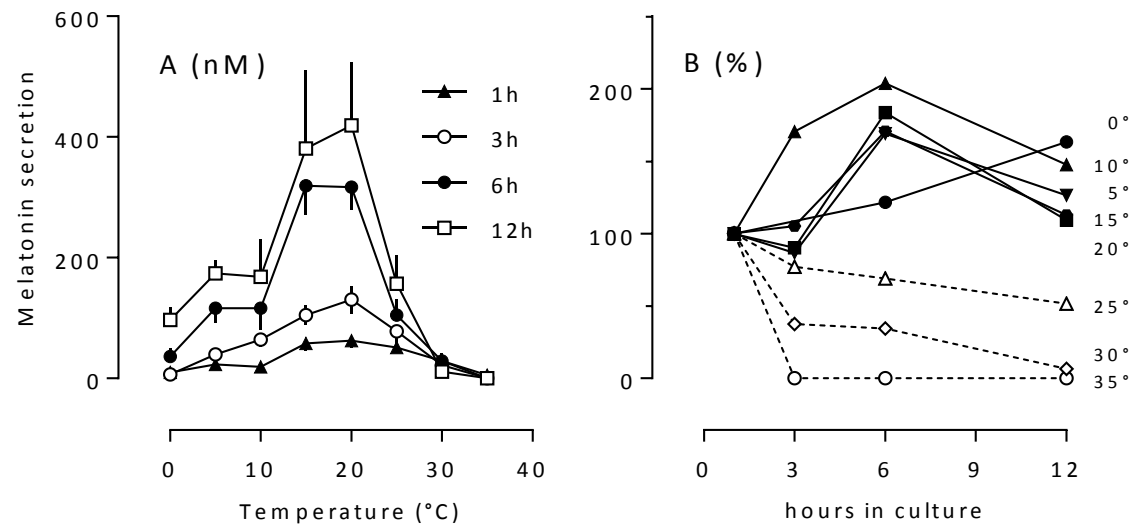 600
400
200
0
Melatonin secretion
A (nM)
1h
3h
6h
12h
0 10 20 30 40
Temperature (°C)
B (%)
200
100
0
0°
10°
5°
15°
20°
25°
30°
35°
0 3 6 9 12
hours in culture